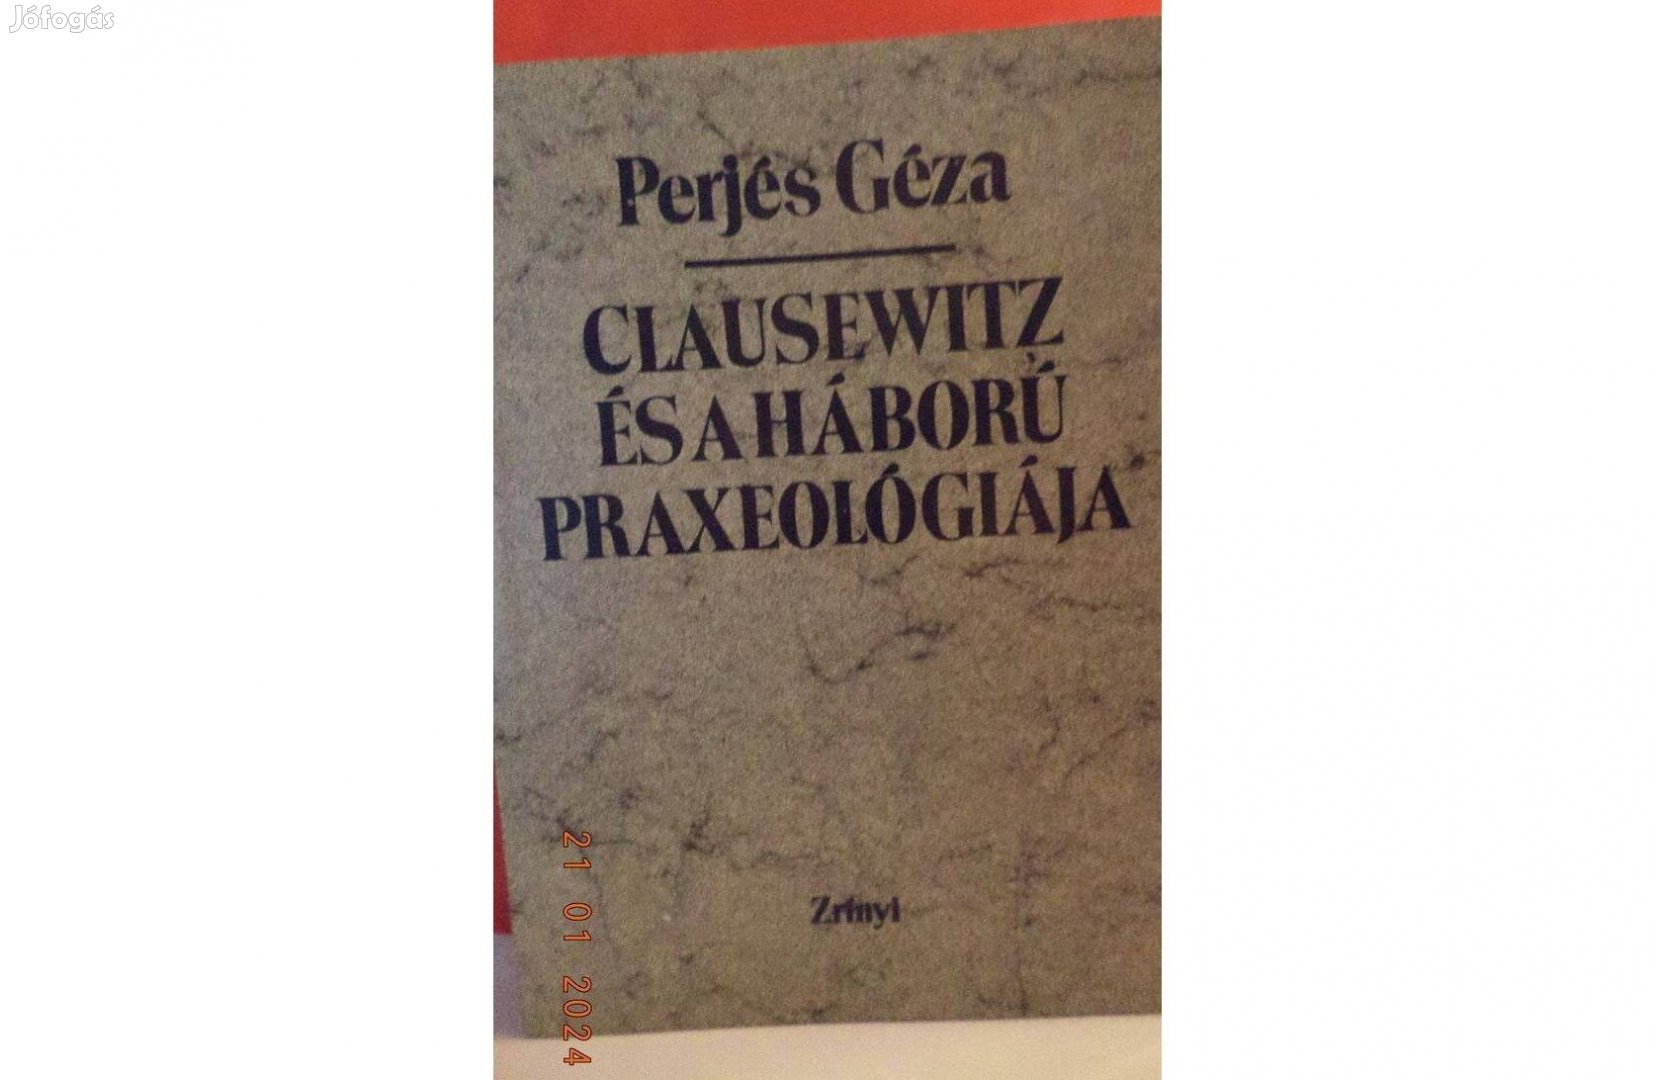 Jófogás
Perjés Géza
CLAUSEWITZ
ÉS A HÁBORÚ
PRAXEOLÓGIÁJA
Zrínyi
21 01 2024